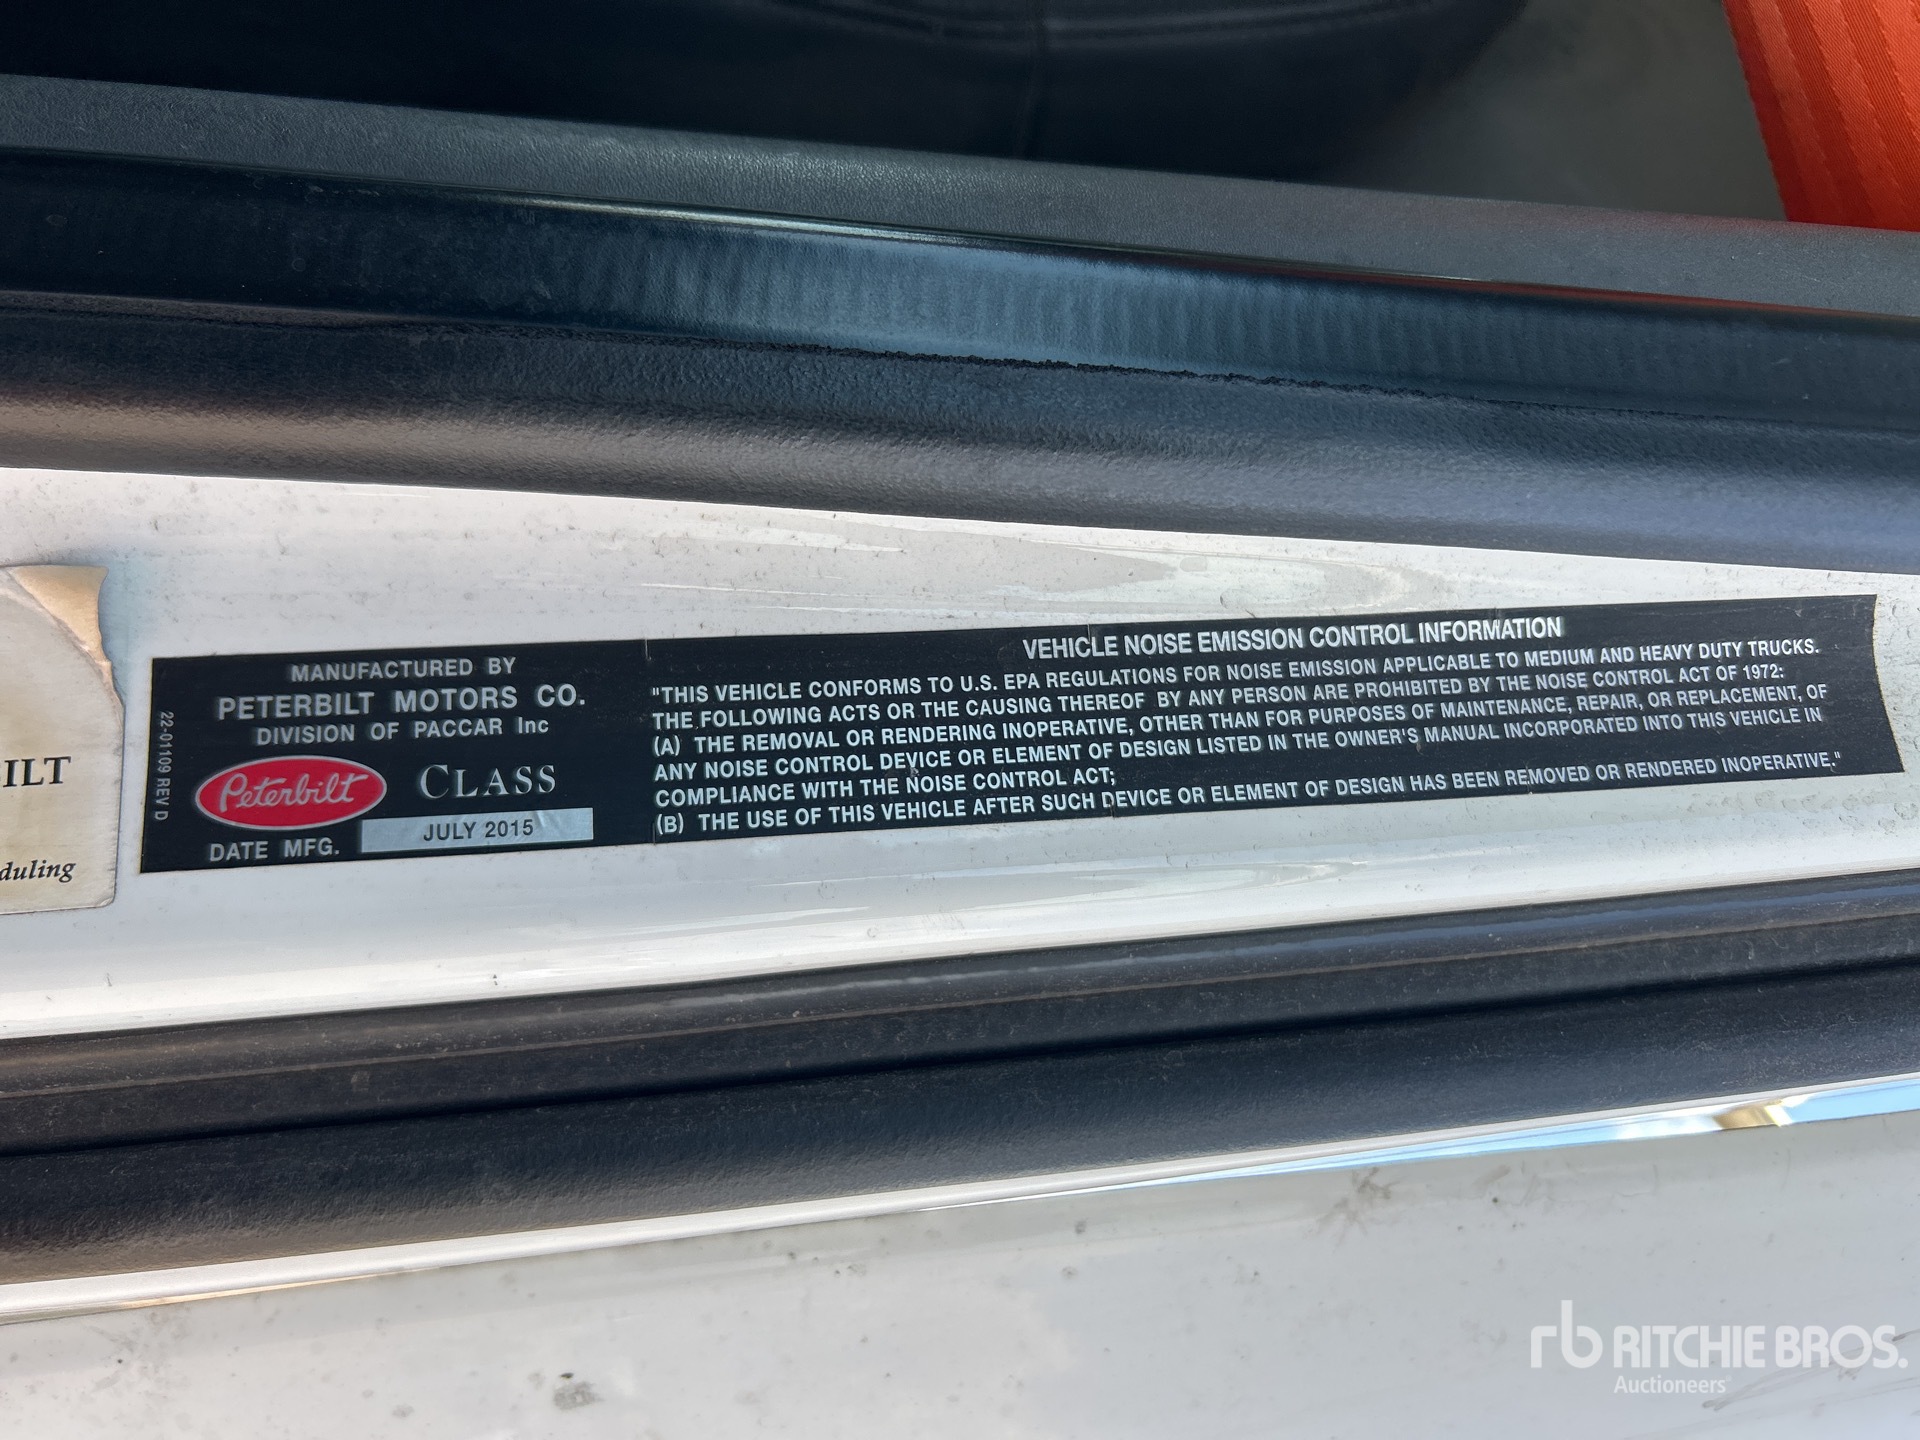 ILT
duling
22-01109 REV D
MANUFACTURED BY
PETERBILT MOTORS CO.
DIVISION OF PACCAR Inc
Peterbilt CLASS
DATE MFG. JULY 2015
VEHICLE NOISE EMISSION CONTROL INFORMATION
"THIS VEHICLE CONFORMS TO U.S. EPA REGULATIONS FOR NOISE EMISSION APPLICABLE TO MEDIUM AND HEAVY DUTY TRUCKS.
THE FOLLOWING ACTS OR THE CAUSING THEREOF BY ANY PERSON ARE PROHIBITED BY THE NOISE CONTROL ACT OF 1972:
(A) THE REMOVAL OR RENDERING INOPERATIVE, OTHER THAN FOR PURPOSES OF MAINTENANCE, REPAIR, OR REPLACEMENT, OF
ANY NOISE CONTROL DEVICE OR ELEMENT OF DESIGN LISTED IN THE OWNER'S MANUAL INCORPORATED INTO THIS VEHICLE IN
COMPLIANCE WITH THE NOISE CONTROL ACT;
(B) THE USE OF THIS VEHICLE AFTER SUCH DEVICE OR ELEMENT OF DESIGN HAS BEEN REMOVED OR RENDERED INOPERATIVE."
rb RITCHIE BROS.
Auctioneers